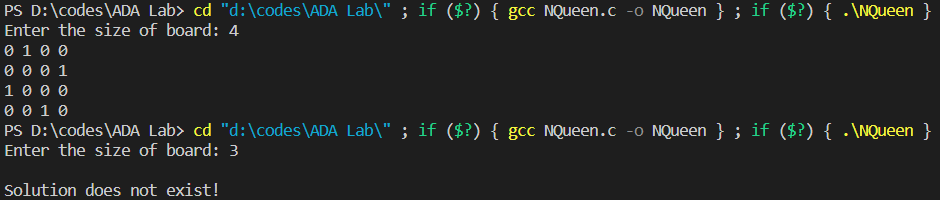 PS D:\codes\ADA Lab> cd "d:\codes\ADA Lab\" ; if ($?) { gcc NQueen.c -o NQueen } ; if ($?) { .\NQueen }
Enter the size of board: 4
0 1 0 0
0 0 0 1
1 0 0 0
0 0 1 0
PS D:\codes\ADA Lab> cd "d:\codes\ADA Lab\" ; if ($?) { gcc NQueen.c -o NQueen } ; if ($?) { .\NQueen }
Enter the size of board: 3
Solution does not exist!